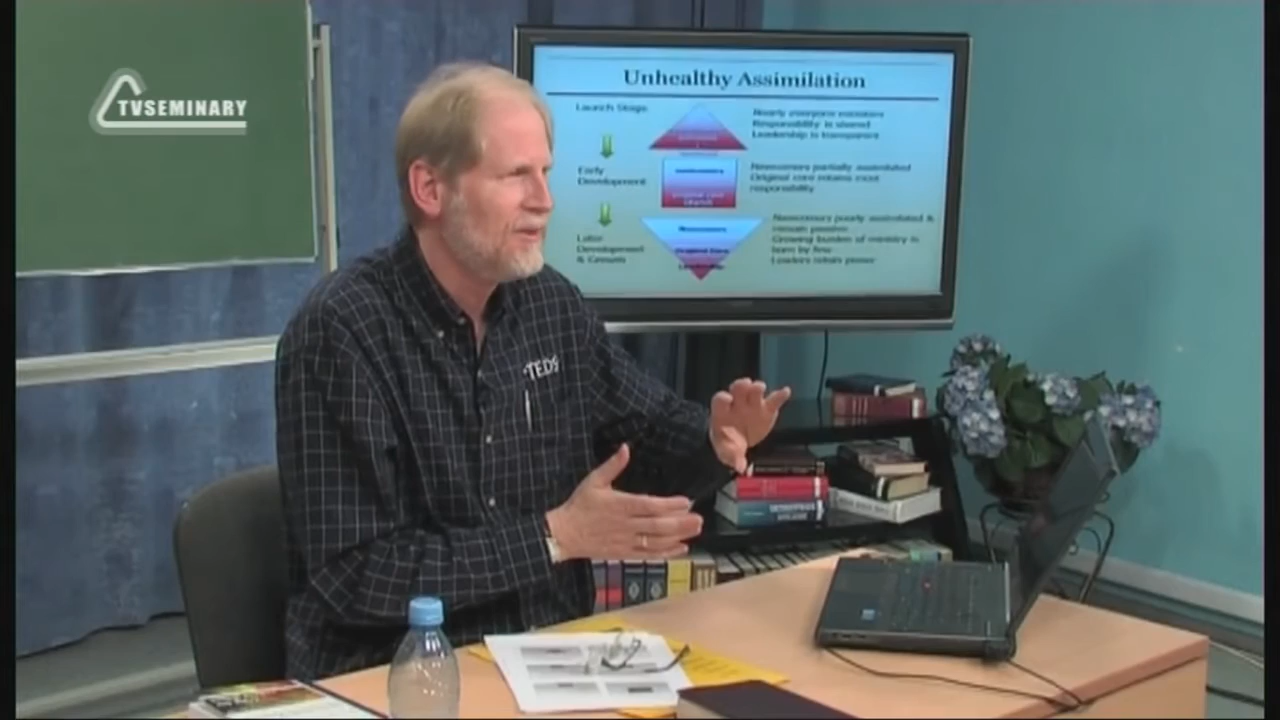 TVSEMINARY
Unhealthy Assimilation
Launch Stage
Nearly everyone ministers
Responsibility is shared
Leadership is transparent
Early
Development
Newcomers partially assimilated
Original core retains most
responsibility
Newcomers
Later
Development
& Growth
Newcomers poorly assimilated &
remain passive
Growing burden of ministry is
born by few
Leaders retain power
TEDS